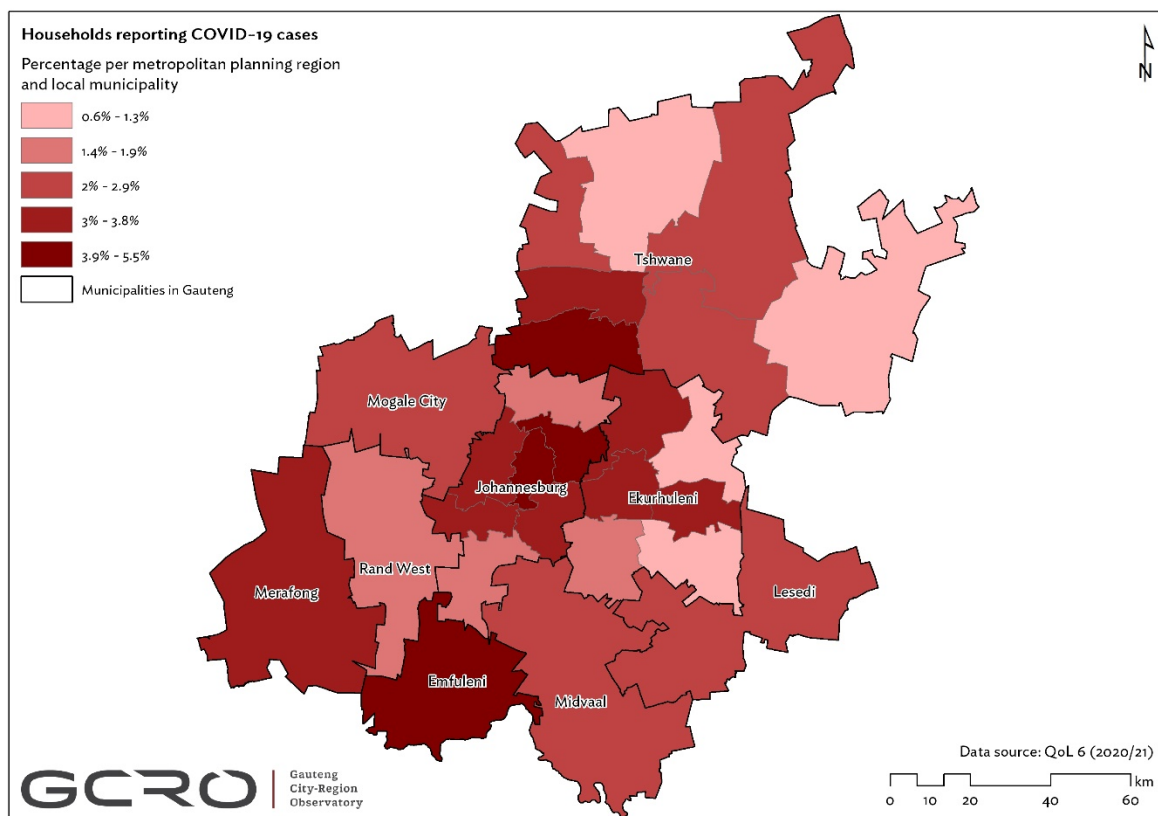 Households reporting COVID-19 cases
Percentage per metropolitan planning region
and local municipality
0.6% - 1.3%
1.4% - 1.9%
2% - 2.9%
3% - 3.8%
3.9% - 5.5%
Municipalities in Gauteng
N
Tshwane
Mogale City
Johannesburg
Ekurhuleni
Rand West
Merafong
Lesedi
Emfuleni
Midvaal
Data source: QoL 6 (2020/21)
km
0 10 20 40 60
GCRO
Gauteng
City-Region
Observatory